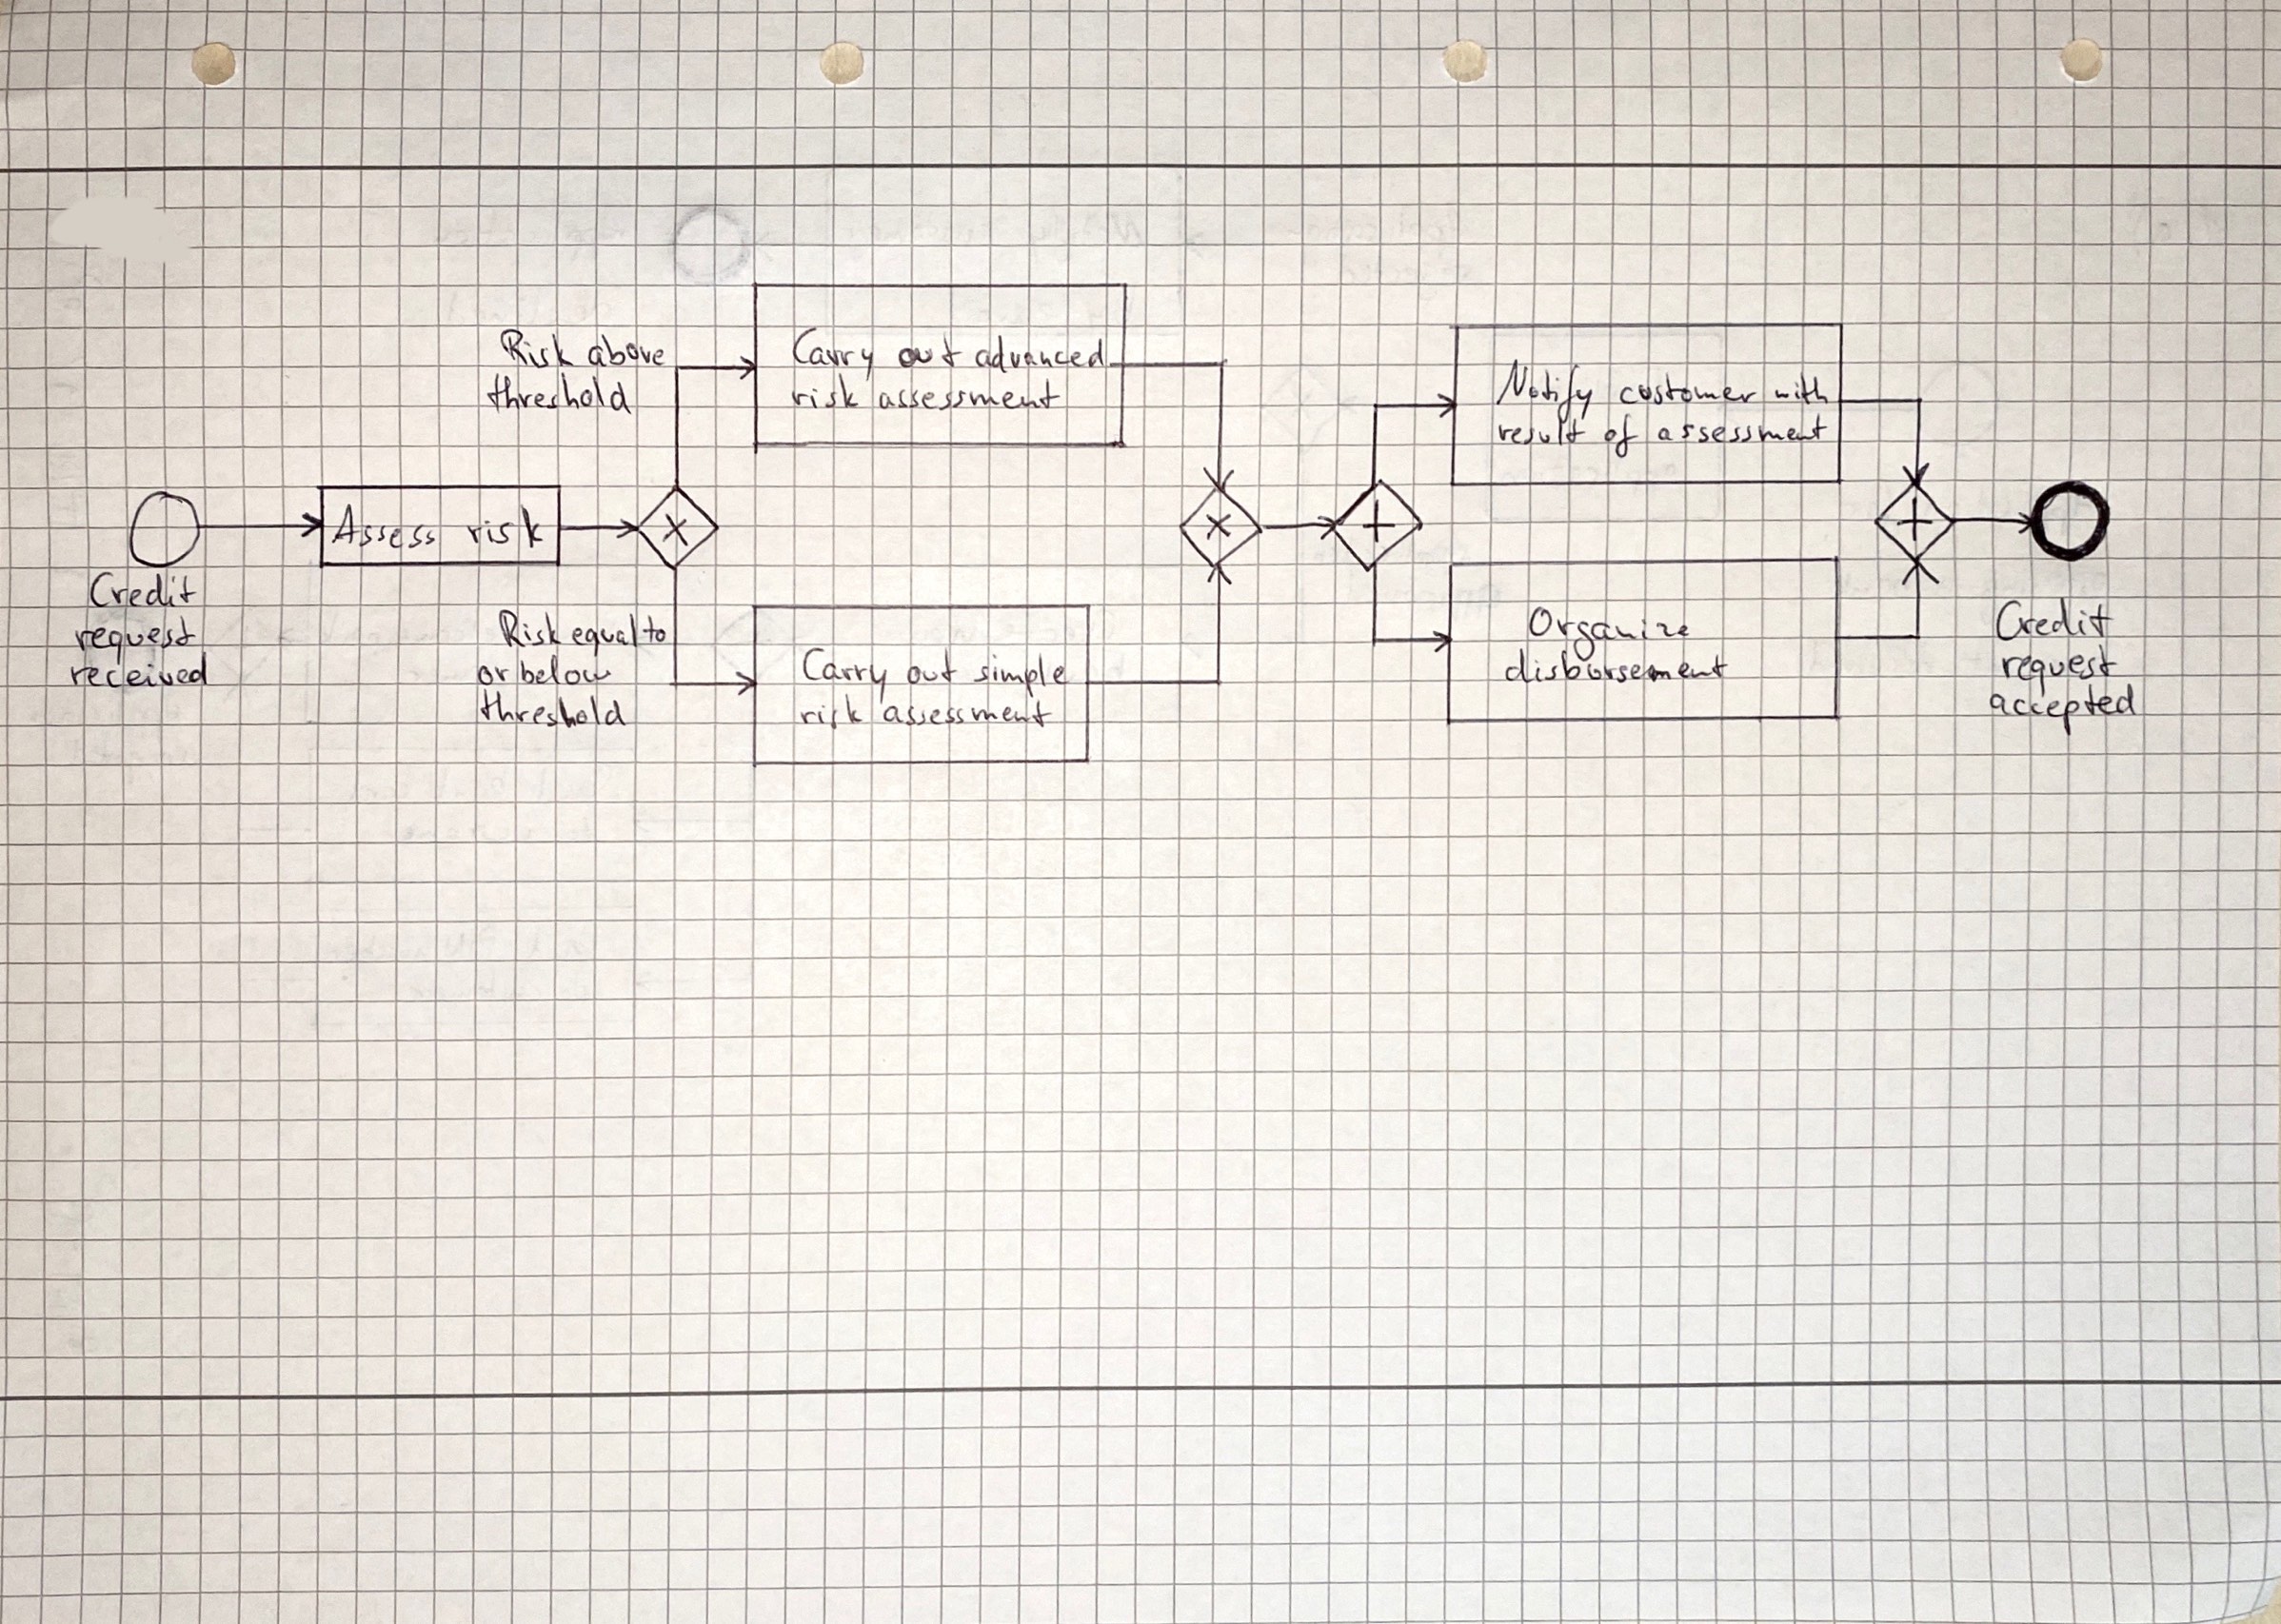 Risk above
threshold
Carry out advanced
risk assessment
Notify customer with
result of assessment
Assess risk
Credit
request
received
Risk equal to
or below
threshold
Carry out simple
risk assessment
Organize
disbursement
Credit
request
accepted